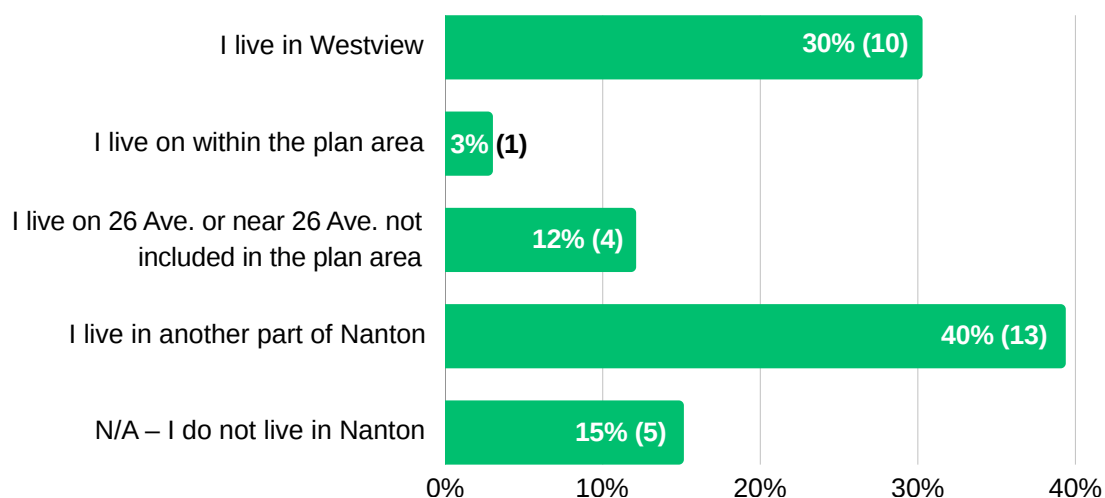 I live in Westview
30% (10)
I live on within the plan area
3% (1)
I live on 26 Ave. or near 26 Ave. not
included in the plan area
12% (4)
I live in another part of Nanton
40% (13)
N/A – I do not live in Nanton
15% (5)
0% 10% 20% 30% 40%